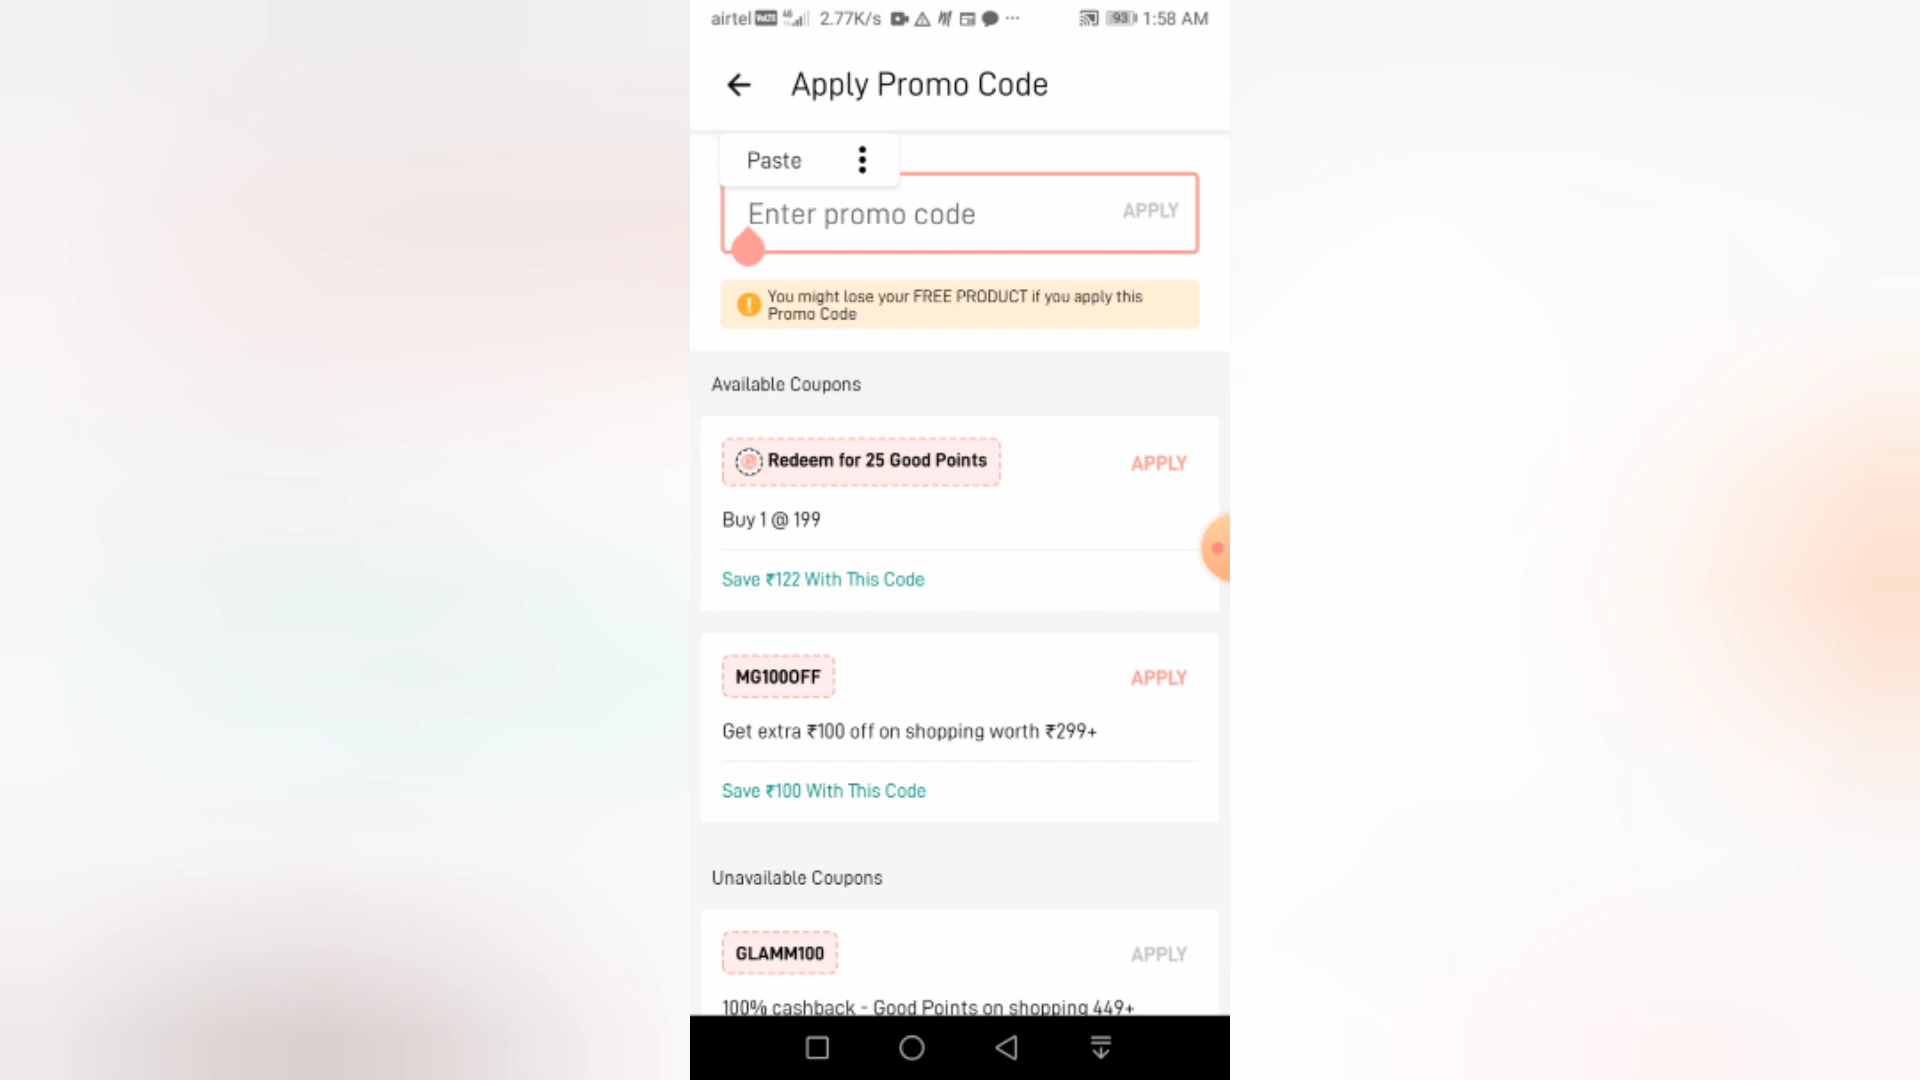 airtel VoLTE 4G 2.77K/s 93 1:58 AM
Apply Promo Code
Paste
Enter promo code APPLY
You might lose your FREE PRODUCT if you apply this
Promo Code
Available Coupons
Redeem for 25 Good Points APPLY
Buy 1 @ 199
Save ₹122 With This Code
MG100OFF APPLY
Get extra ₹100 off on shopping worth ₹299+
Save ₹100 With This Code
Unavailable Coupons
GLAMM100 APPLY
100% cashback - Good Points on shopping 449+